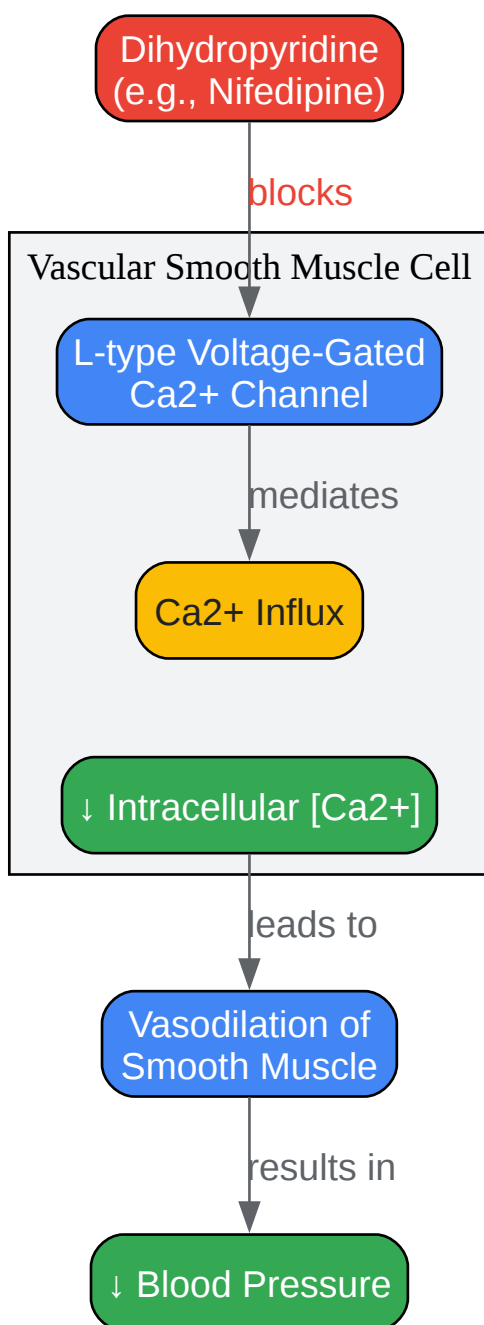 Dihydropyridine
(e.g., Nifedipine)
blocks
Vascular Smooth Muscle Cell
L-type Voltage-Gated
Ca2+ Channel
mediates
Ca2+ Influx
↓ Intracellular [Ca2+]
leads to
Vasodilation of
Smooth Muscle
results in
↓ Blood Pressure